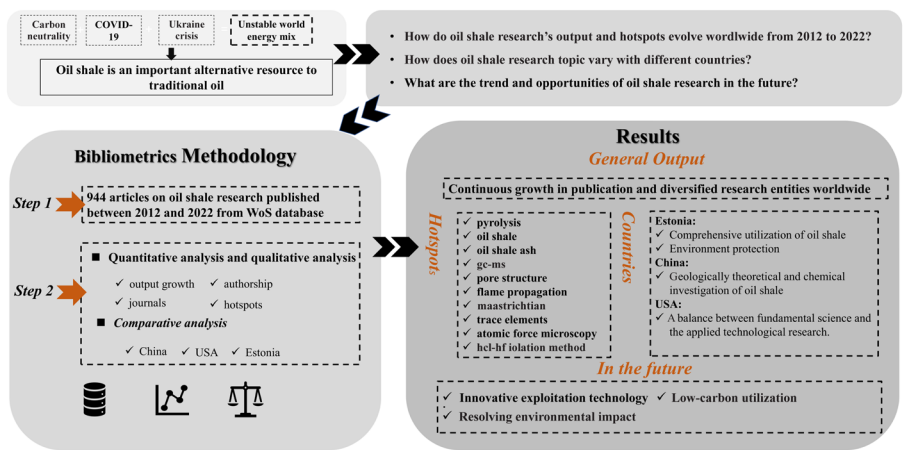 Carbon neutrality
COVID-19
Ukraine crisis
Unstable world energy mix
Oil shale is an important alternative resource to
traditional oil
• How do oil shale research's output and hotspots evolve wordlwide from 2012 to 2022?
• How does oil shale research topic vary with different countries?
• What are the trend and opportunities of oil shale research in the future?
Bibliometrics Methodology
Step 1
944 articles on oil shale research published
between 2012 and 2022 from WoS database
Step 2
■ Quantitative analysis and qualitative analysis
✓ output growth ✓ authorship
✓ journals ✓ hotspots
■ Comparative analysis
✓ China ✓ USA ✓ Estonia
Results
General Output
Continuous growth in publication and diversified research entities worldwide
Hotspots
✓ pyrolysis
✓ oil shale
✓ oil shale ash
✓ gc-ms
✓ pore structure
✓ flame propagation
✓ maastrichtian
✓ trace elements
✓ atomic force microscopy
✓ hcl-hf iolation method
Countries
Estonia:
✓ Comprehensive utilization of oil shale
✓ Environment protection
China:
✓ Geologically theoretical and chemical
investigation of oil shale
USA:
✓ A balance between fundamental science and
the applied technological research.
In the future
✓ Innovative exploitation technology ✓ Low-carbon utilization
✓ Resolving environmental impact